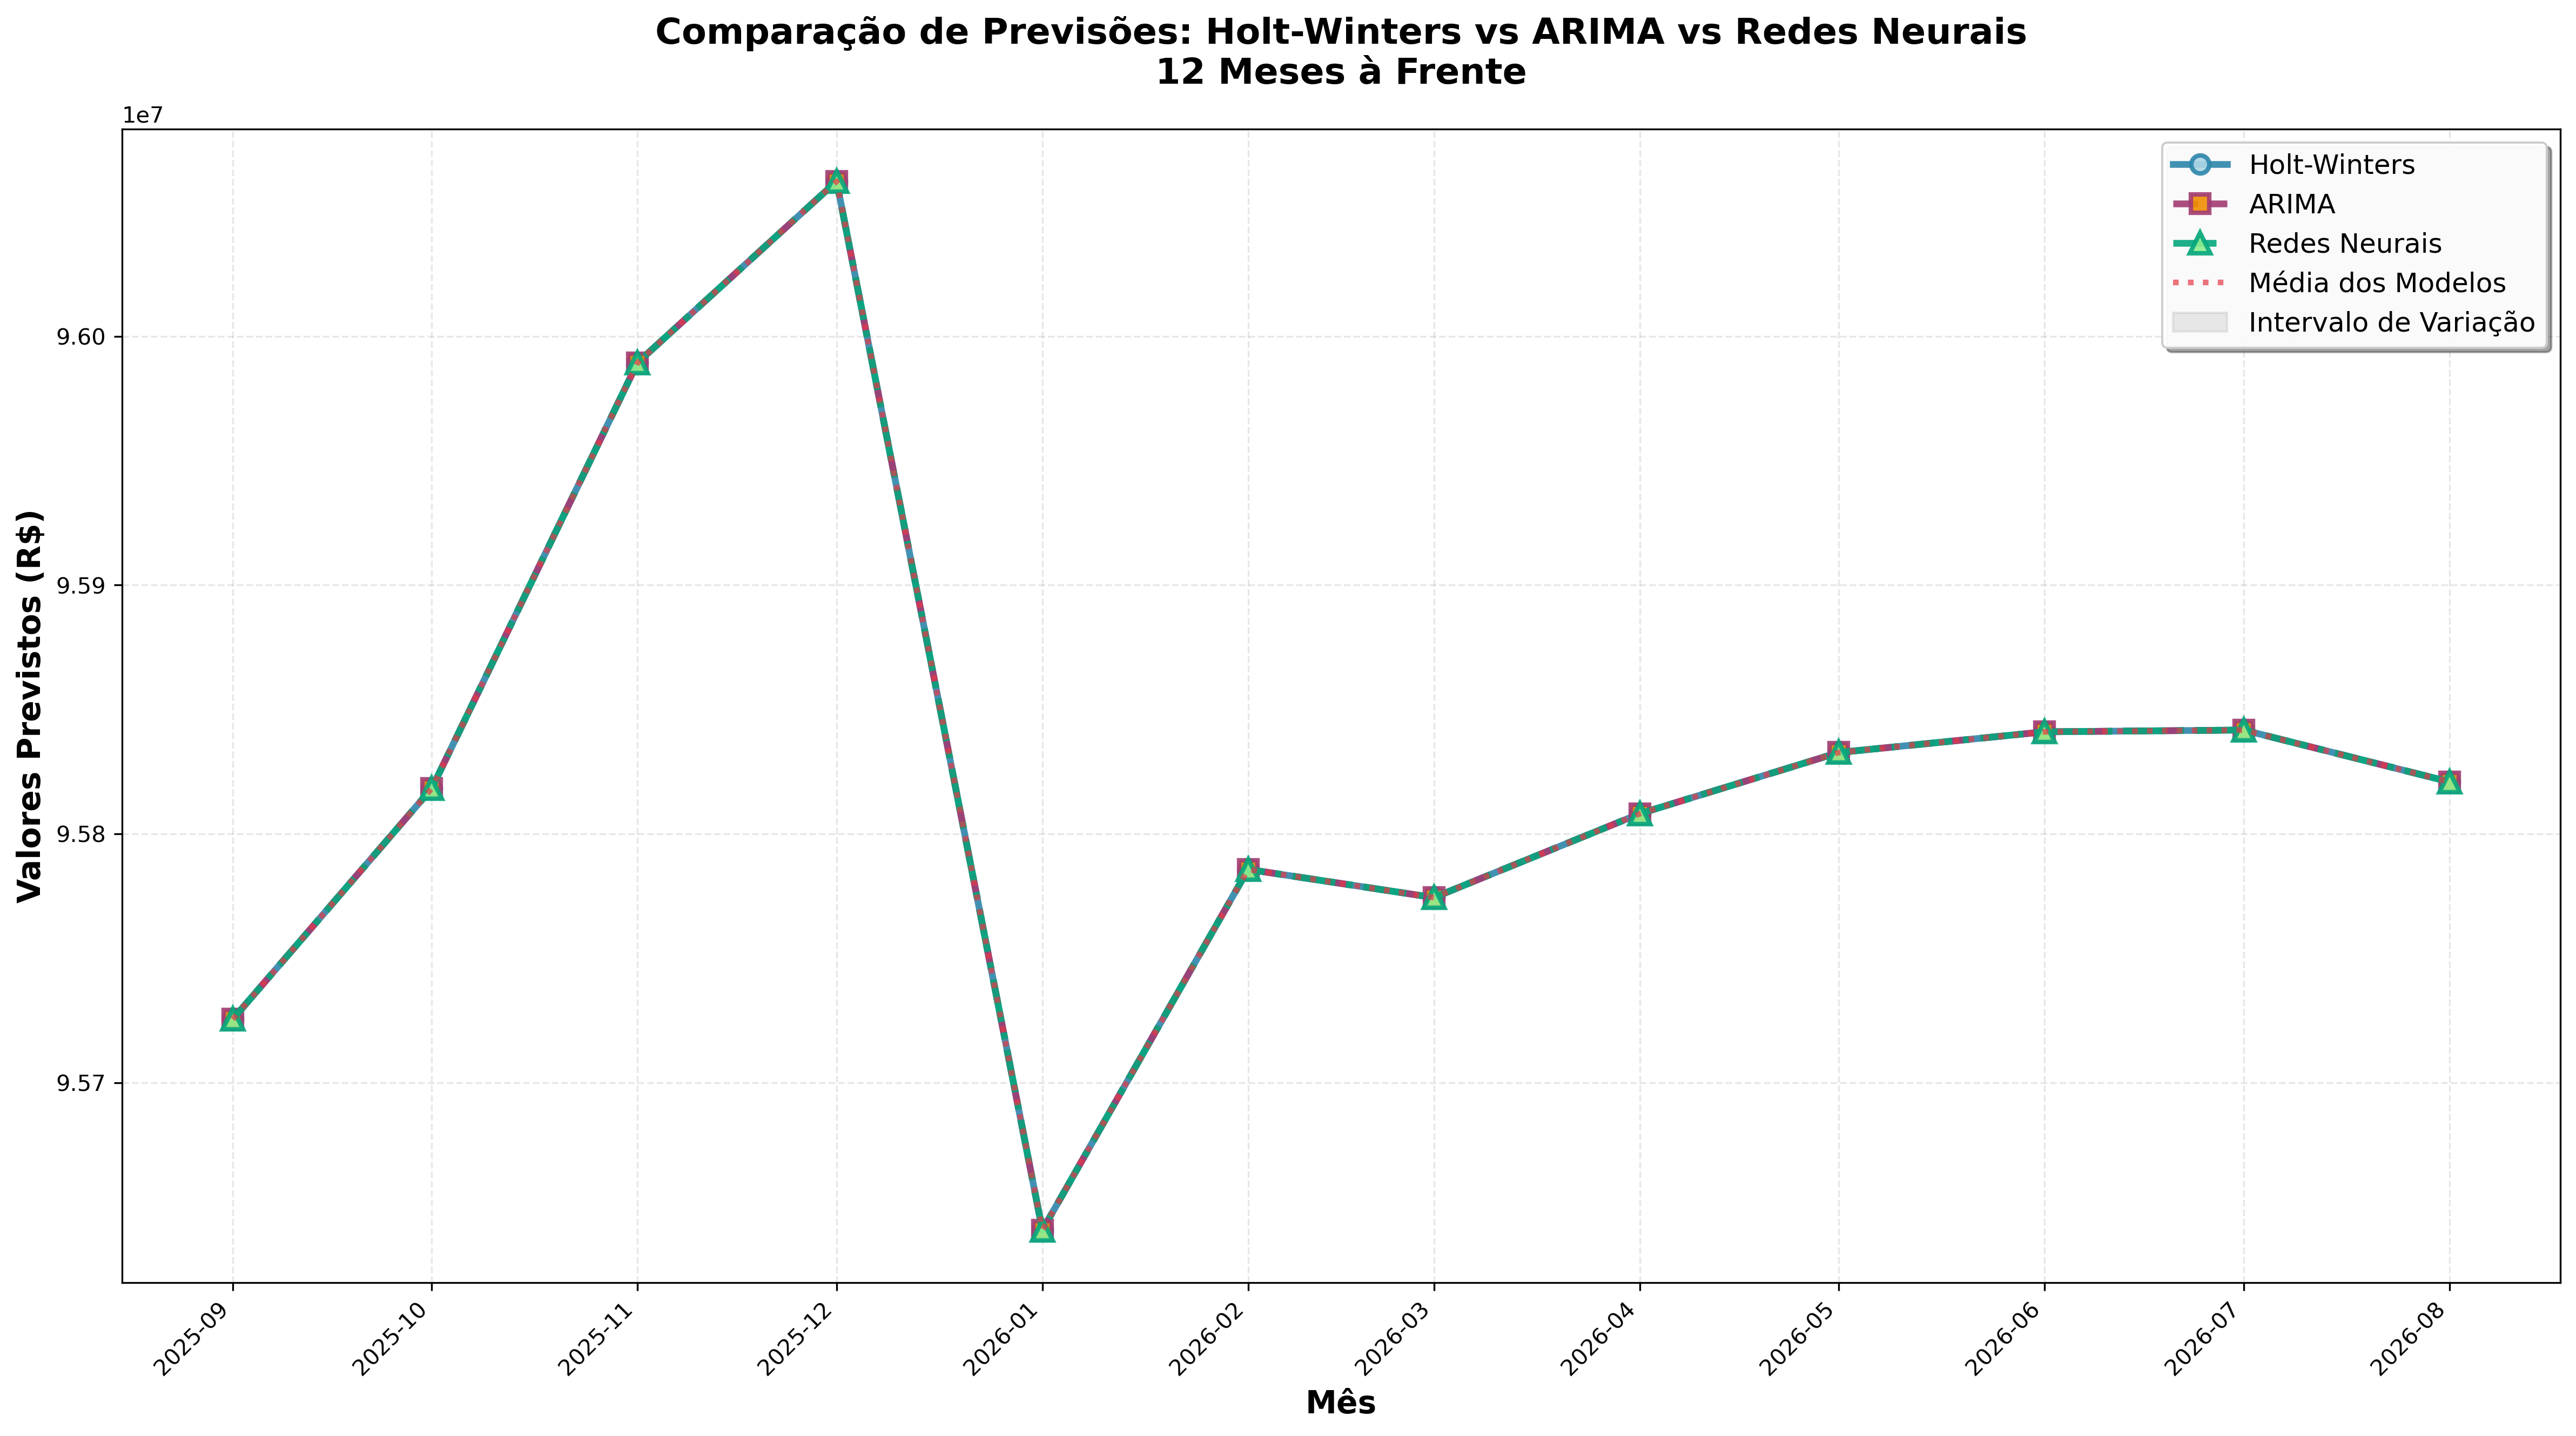 Comparação de Previsões: Holt-Winters vs ARIMA vs Redes Neurais
12 Meses à Frente
1e7
Holt-Winters
ARIMA
Redes Neurais
Média dos Modelos
Intervalo de Variação
Valores Previstos (R$)
9.60
9.59
9.58
9.57
2025-09
2025-10
2025-11
2025-12
2026-01
2026-02
2026-03
2026-04
2026-05
2026-06
2026-07
2026-08
Mês